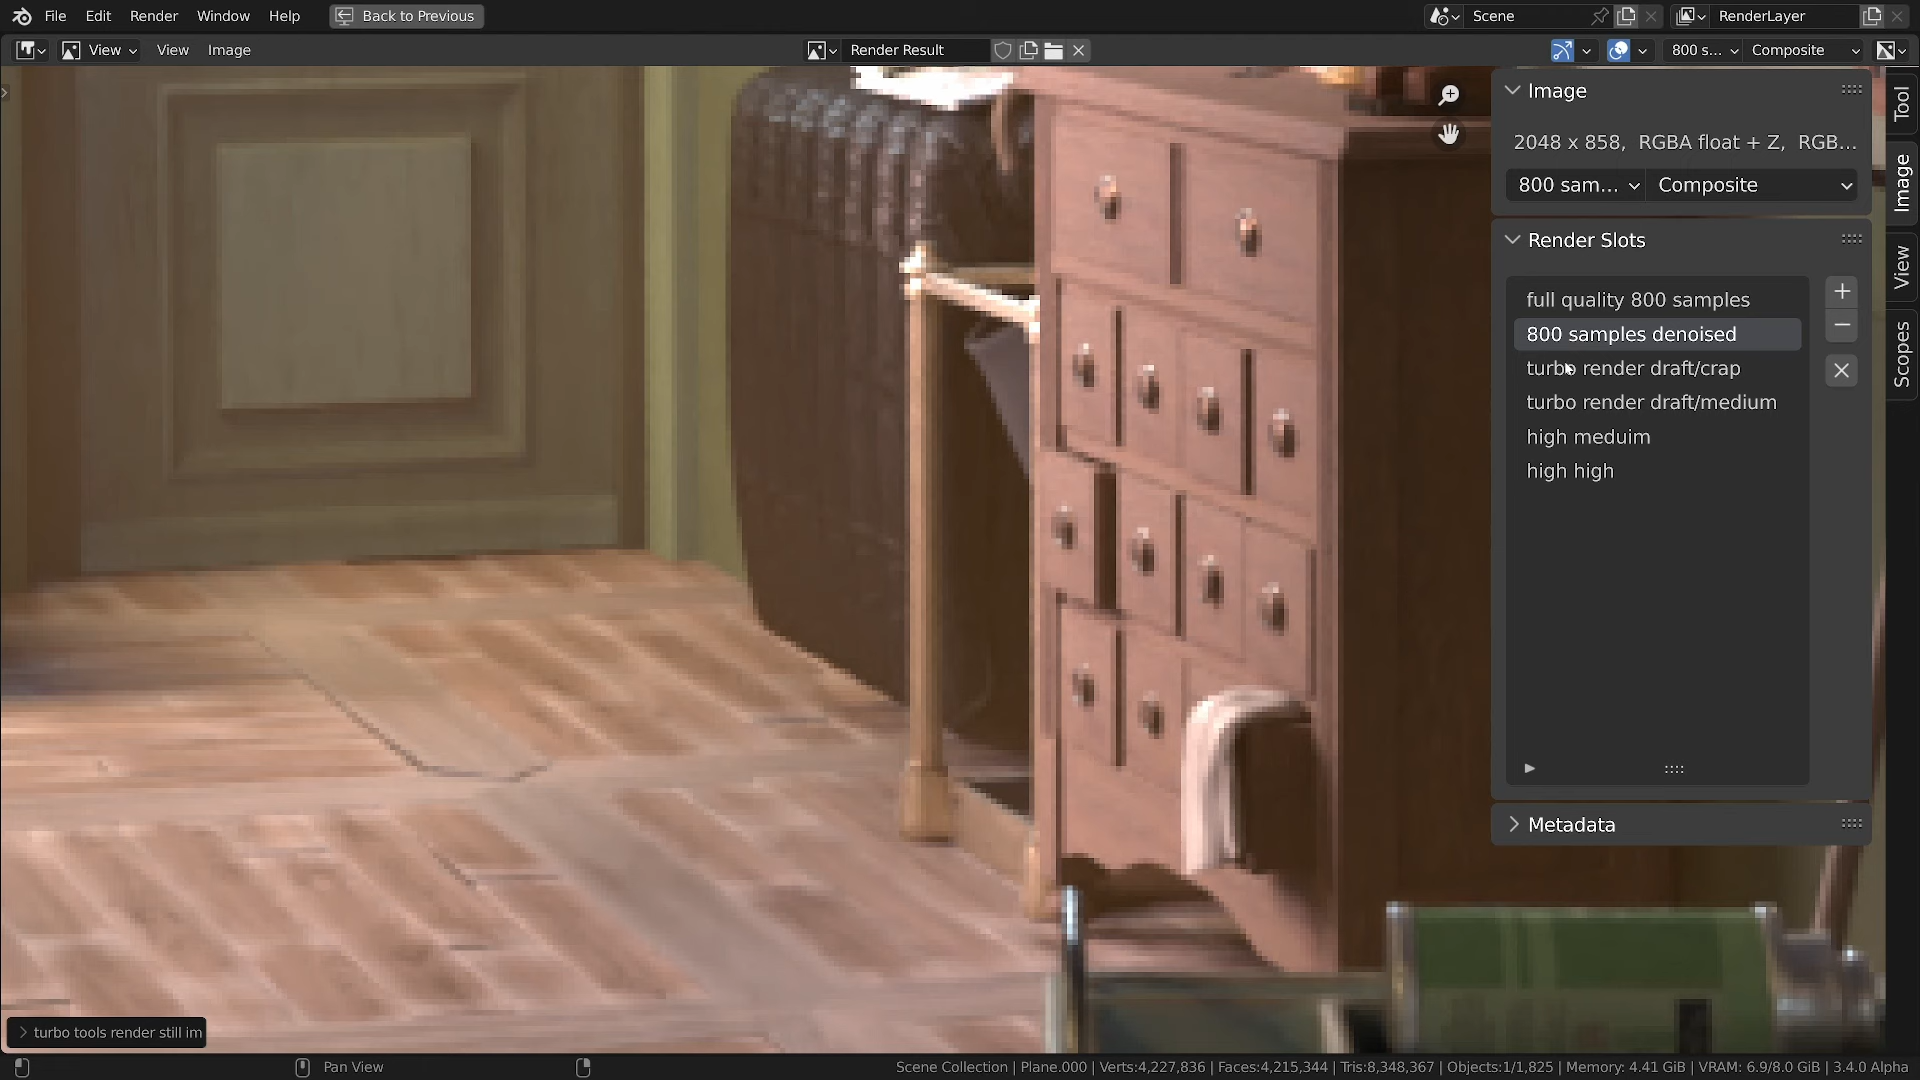 File Edit Render Window Help Back to Previous Scene RenderLayer
View View Image Render Result 800 s... Composite
Image
2048 x 858, RGBA float + Z, RGB...
800 sam... Composite
Render Slots
full quality 800 samples
800 samples denoised
turbo render draft/crap
turbo render draft/medium
high meduim
high high
Metadata
Tool
Image
View
Scopes
turbo tools render still im
Pan View Scene Collection | Plane.000 | Verts:4,227,836 | Faces:4,215,344 | Tris:8,348,367 | Objects:1/1,825 | Memory: 4.41 GiB | VRAM: 6.9/8.0 GiB | 3.4.0 Alpha